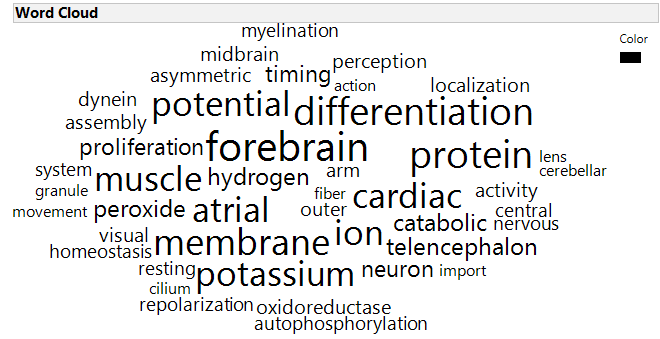 Word Cloud
Color
myelination
midbrain
perception
asymmetric timing
action
localization
dynein
potential differentiation
assembly
proliferation forebrain
protein lens
cerebellar
system
muscle hydrogen arm
granule
fiber cardiac activity
movement peroxide atrial outer
central
catabolic nervous
visual
membrane ion telencephalon
homeostasis
resting potassium neuron import
cilium
repolarization oxidoreductase
autophosphorylation